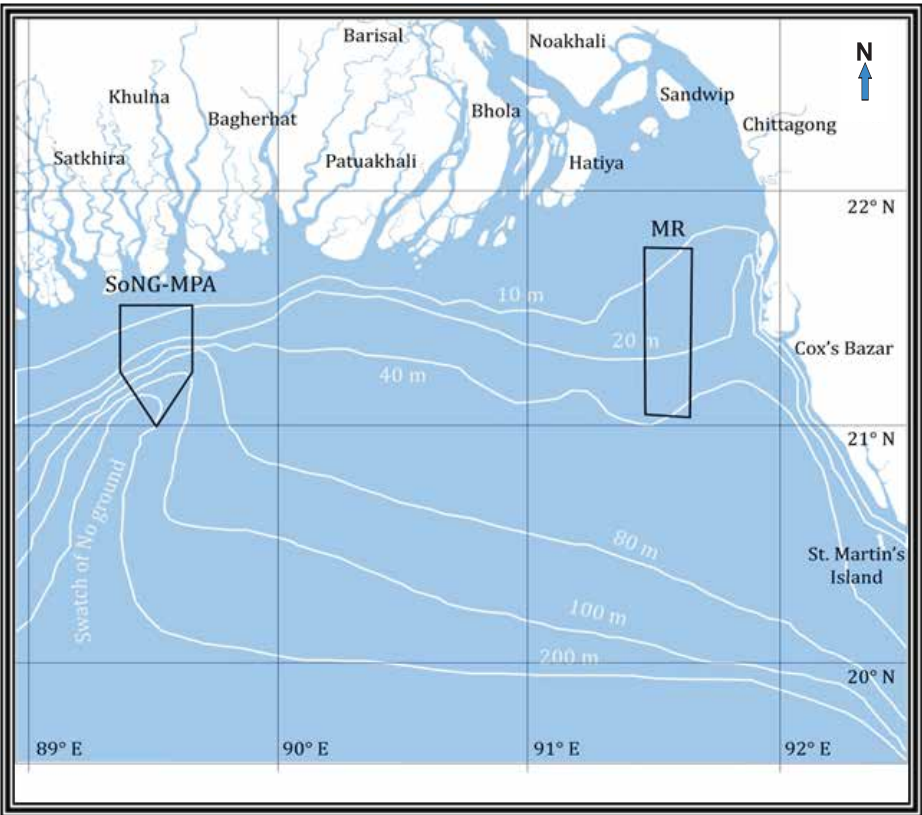 Barisal
Noakhali
N
Khulna
Bagherhat
Bhola
Sandwip
Chittagong
Satkhira
Patuakhali
Hatiya
22° N
MR
SoNG-MPA
10 m
20 m
Cox's Bazar
40 m
21° N
Swatch of No ground
80 m
St. Martin's
Island
100 m
200 m
20° N
89° E
90° E
91° E
92° E